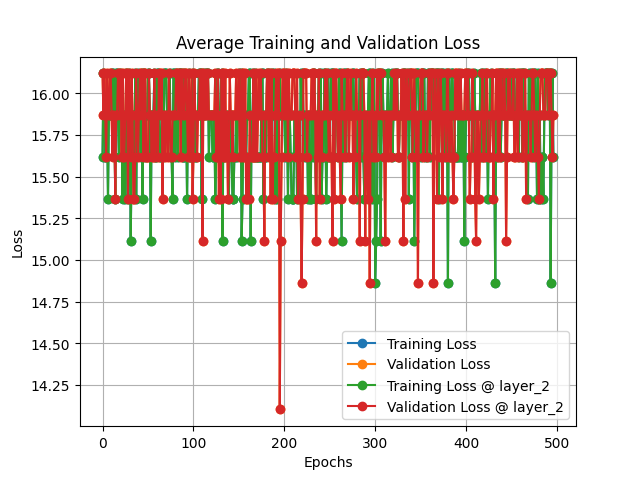 Average Training and Validation Loss
Loss
16.00
15.75
15.50
15.25
15.00
14.75
14.50
14.25
Training Loss
Validation Loss
Training Loss @ layer_2
Validation Loss @ layer_2
0
100
200
300
400
500
Epochs